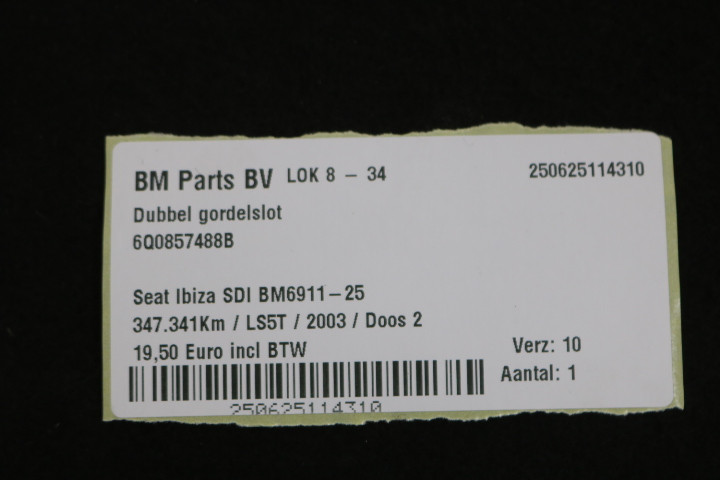 BM Parts BV LOK 8 - 34 250625114310
Dubbel gordelslot
6Q0857488B
Seat Ibiza SDI BM6911-25
347.341Km / LS5T / 2003 / Doos 2
19,50 Euro incl BTW Verz: 10
Aantal: 1
250625114310